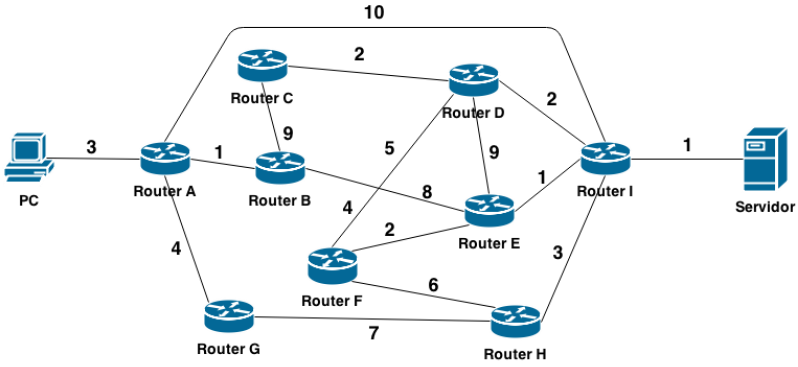 10
2
Router C
Router D
2
5
9
9
3
1
1
1
Router A
Router B
8
Router I
PC
4
Servidor
2
Router E
4
3
6
Router F
7
Router G
Router H